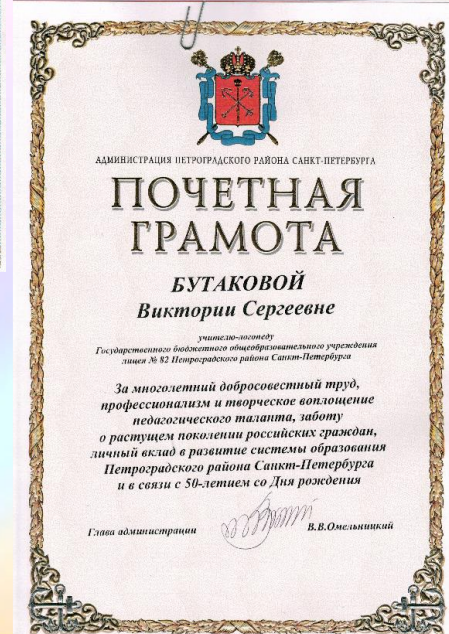 АДМИНИСТРАЦИЯ ПЕТРОГРАДСКОГО РАЙОНА САНКТ-ПЕТЕРБУРГА
ПОЧЕТНАЯ
ГРАМОТА
БУТАКОВОЙ
Виктории Сергеевне
учителю-логопеду
Государственного бюджетного общеобразовательного учреждения
лицея № 82 Петроградского района Санкт-Петербурга
За многолетний добросовестный труд,
профессионализм и творческое воплощение
педагогического таланта, заботу
о растущем поколении российских граждан,
личный вклад в развитие системы образования
Петроградского района Санкт-Петербурга
и в связи с 50-летием со Дня рождения
Глава администрации В.В.Омельницкий